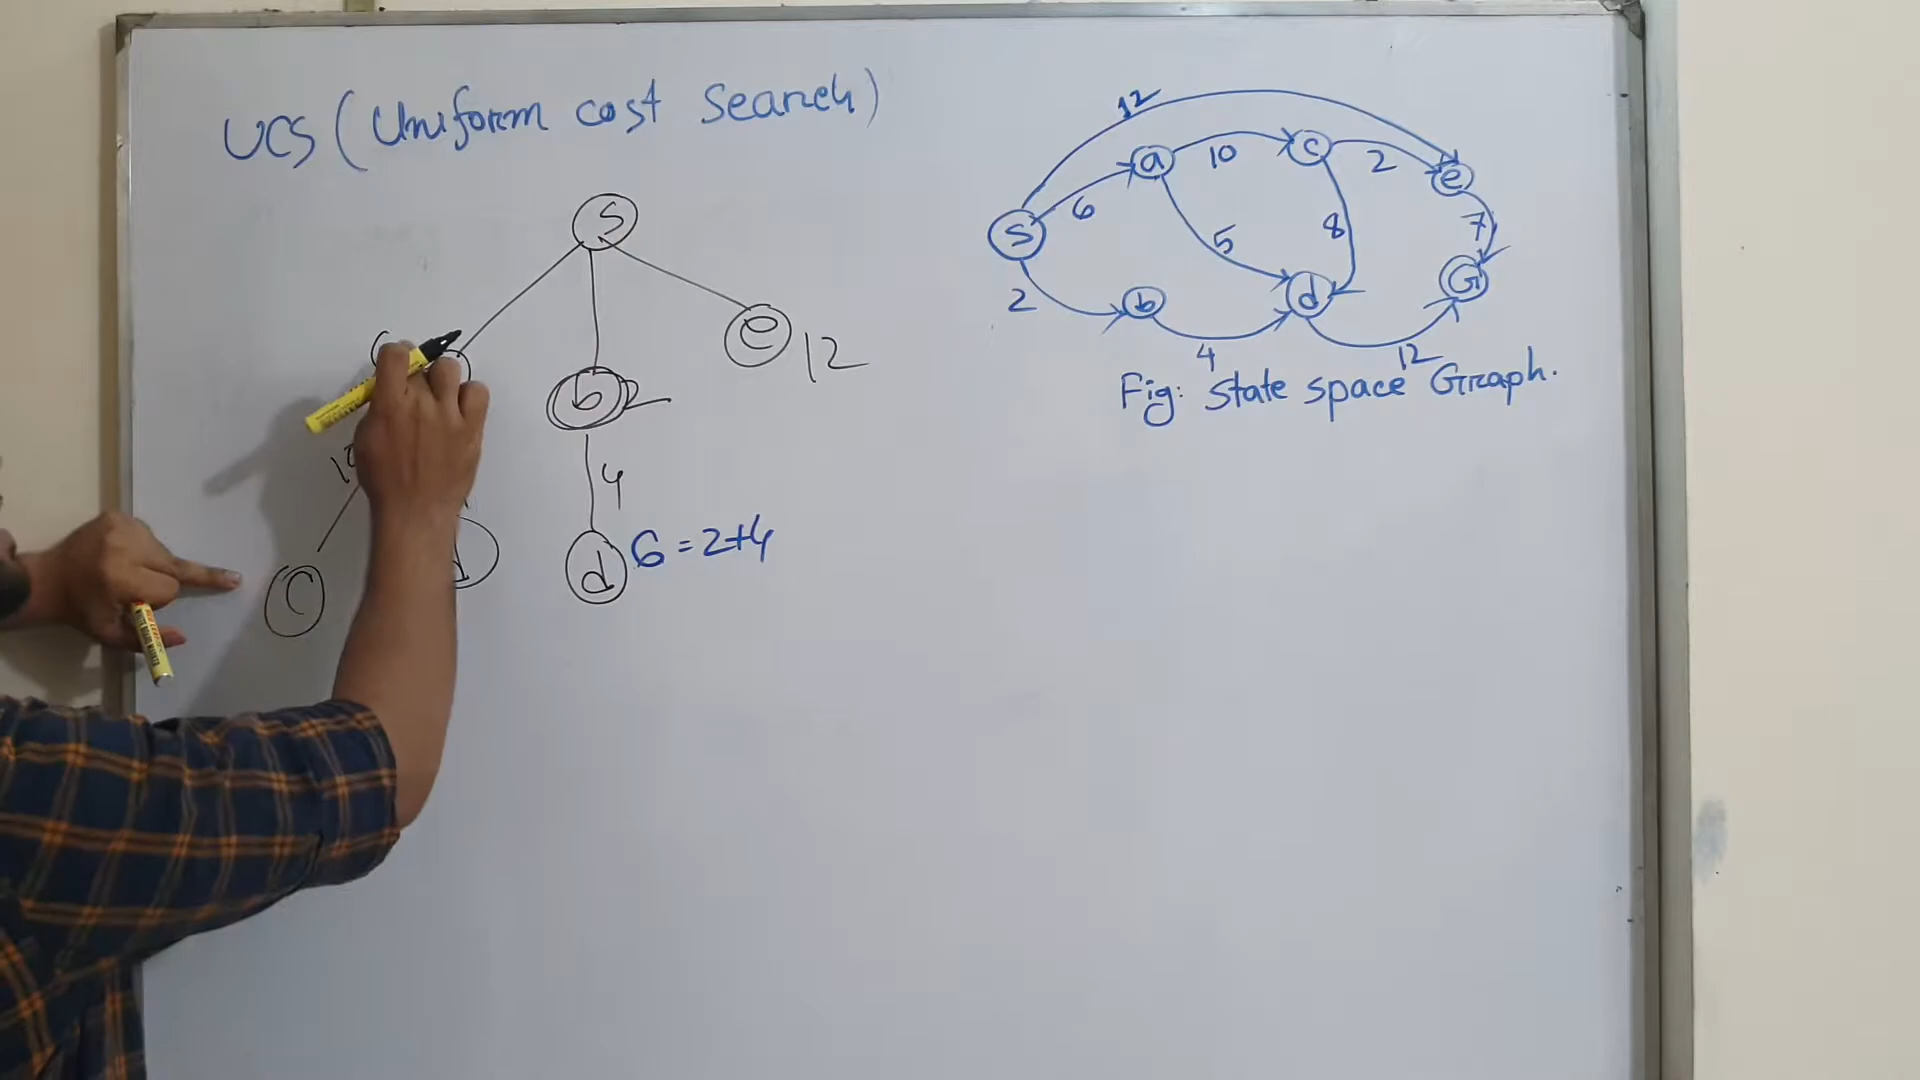 UCS (Uniform cost Search)
12
a 10 c 2 e
S 6
S 5 8 7
2 b d G
e 12
4 12
b 2
Fig: State space Graph.
10
4
c d d 6 = 2+4